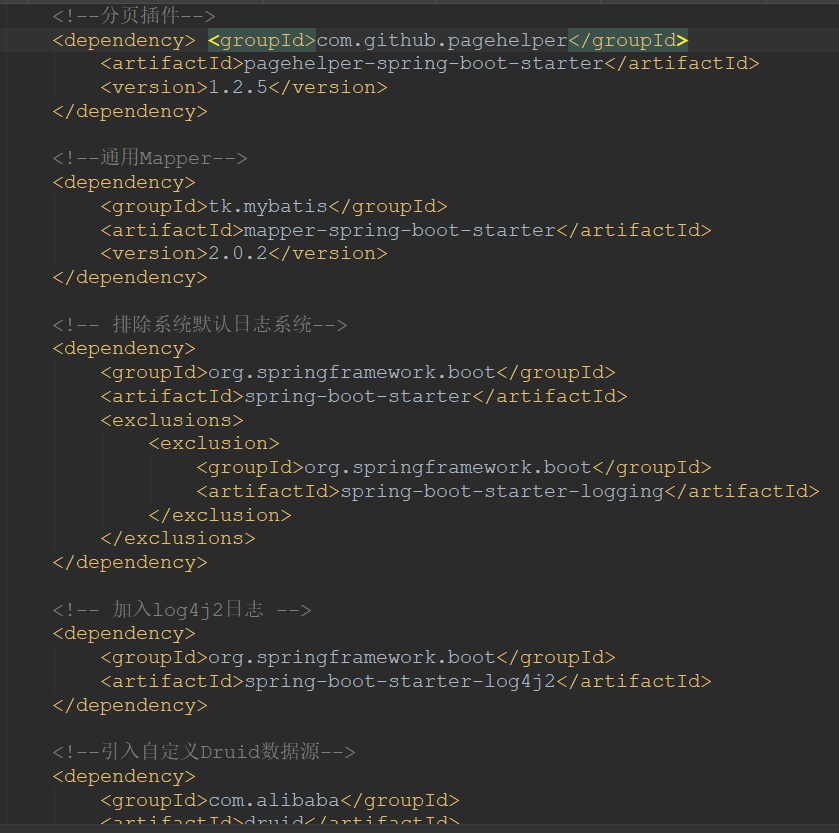 <!--分页插件-->
<dependency> <groupId>com.github.pagehelper</groupId>
<artifactId>pagehelper-spring-boot-starter</artifactId>
<version>1.2.5</version>
</dependency>
<!--通用Mapper-->
<dependency>
<groupId>tk.mybatis</groupId>
<artifactId>mapper-spring-boot-starter</artifactId>
<version>2.0.2</version>
</dependency>
<!-- 排除系统默认日志系统-->
<dependency>
<groupId>org.springframework.boot</groupId>
<artifactId>spring-boot-starter</artifactId>
<exclusions>
<exclusion>
<groupId>org.springframework.boot</groupId>
<artifactId>spring-boot-starter-logging</artifactId>
</exclusion>
</exclusions>
</dependency>
<!-- 加入log4j2日志 -->
<dependency>
<groupId>org.springframework.boot</groupId>
<artifactId>spring-boot-starter-log4j2</artifactId>
</dependency>
<!--引入自定义Druid数据源-->
<dependency>
<groupId>com.alibaba</groupId>
<artifactId>druid</artifactId>